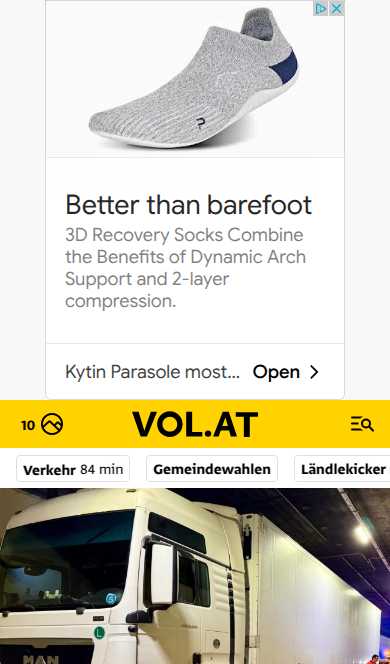 Better than barefoot
3D Recovery Socks Combine
the Benefits of Dynamic Arch
Support and 2-layer
compression.
Kytin Parasole most... Open
10 VOL.AT
Verkehr 84 min Gemeindewahlen Ländlekicker
MAN
L